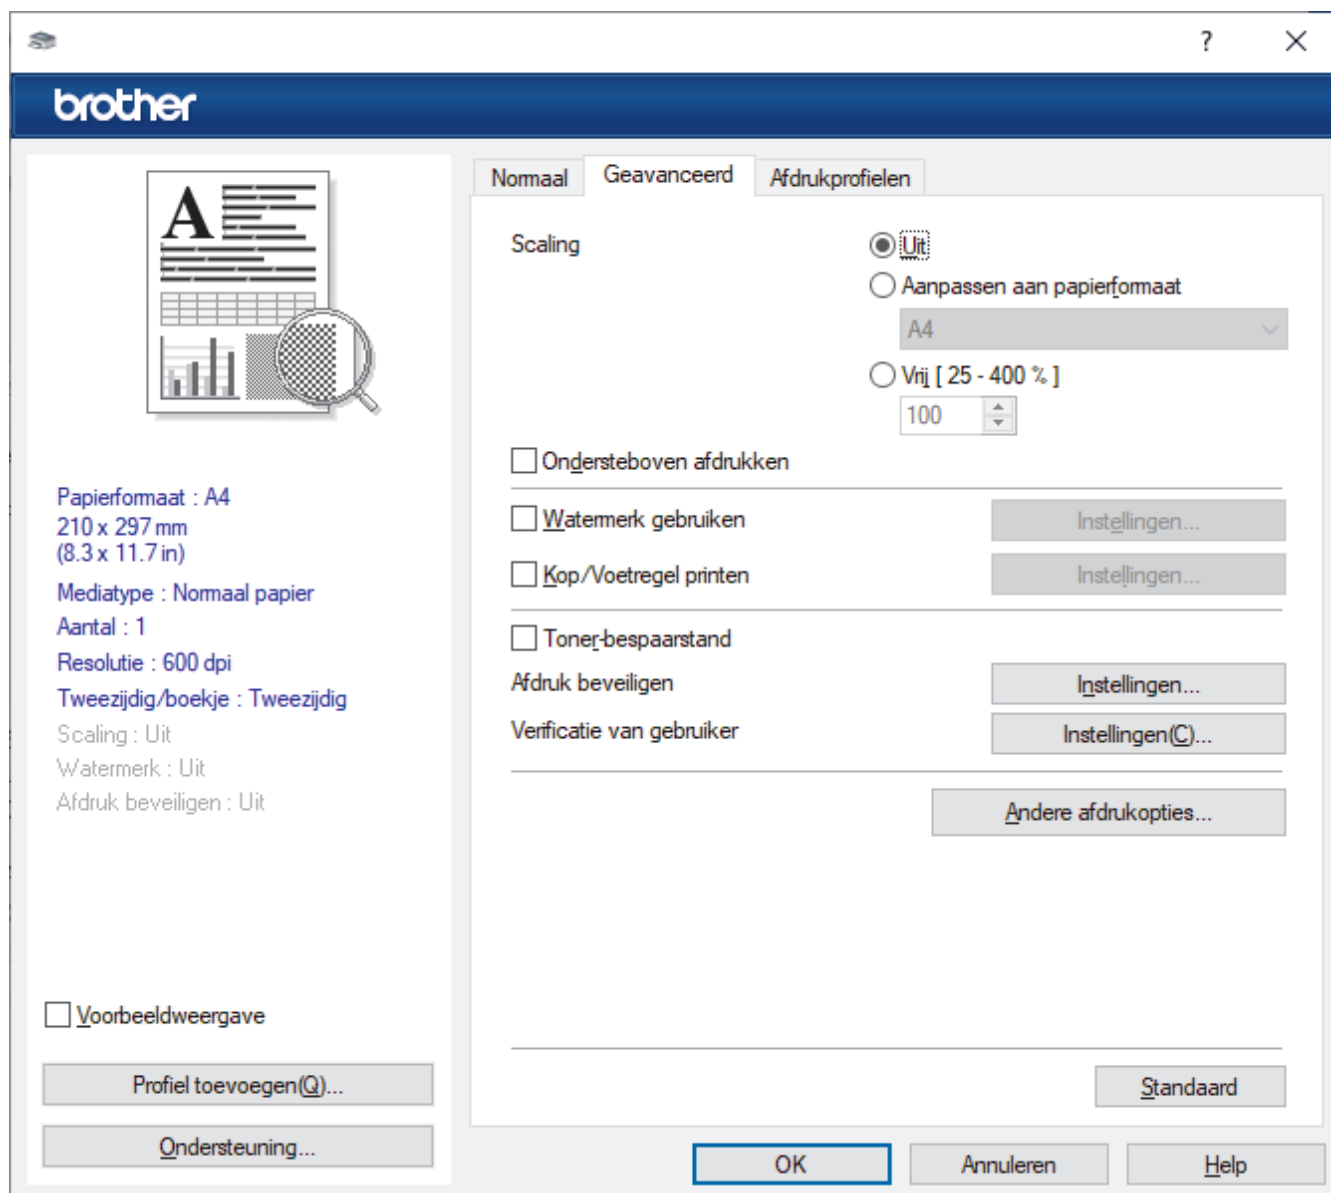 ?
brother
Normaal
Geavanceerd
Afdrukprofielen
A
Papierformaat : A4
210 x 297 mm
(8.3 x 11.7 in)
Mediatype : Normaal papier
Aantal : 1
Resolutie : 600 dpi
Tweezijdig/boekje : Tweezijdig
Scaling : Uit
Watermerk : Uit
Afdruk beveiligen : Uit
Voorbeeldweergave
Profiel toevoegen(Q)...
Ondersteuning...
Scaling
Uit
Aanpassen aan papierformaat
A4
Vrij [ 25 - 400 % ]
100
Ondersteboven afdrukken
Watermerk gebruiken
Instellingen...
Kop/Voetregel printen
Instellingen...
Toner-bespaarstand
Afdruk beveiligen
Instellingen...
Verificatie van gebruiker
Instellingen(C)...
Andere afdrukopties...
Standaard
OK
Annuleren
Help